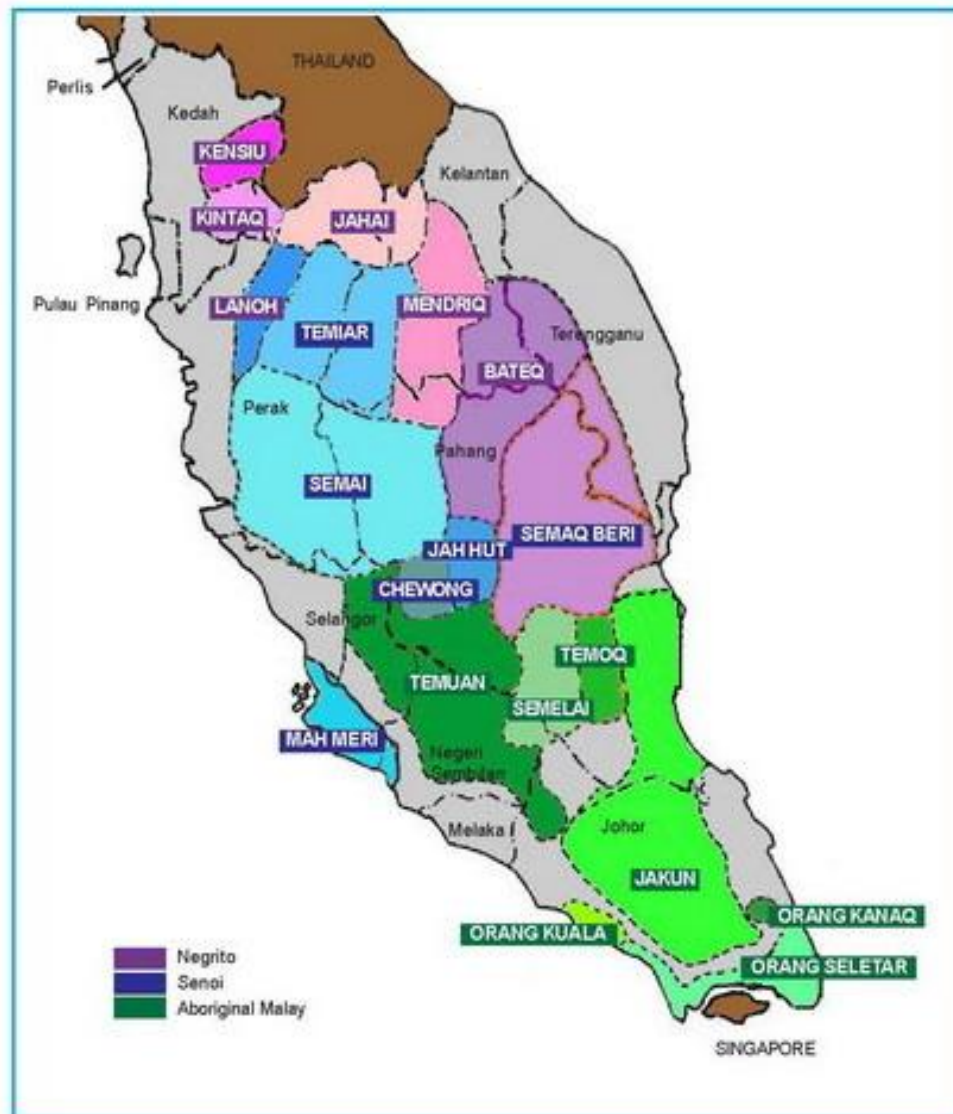 THAILAND
Perlis
Kedah
KENSIU
Kelantan
KINTAQ
JAHAI
Pulau Pinang
LANOH
MENDRIQ
TEMIAR
Terengganu
BATEQ
Perak
Pahang
SEMAI
SEMAQ BERI
JAH HUT
CHEWONG
Selangor
TEMOQ
TEMUAN
SEMELAI
MAH MERI
Negeri
Sembilan
Melaka
Johor
JAKUN
ORANG KANAQ
ORANG KUALA
ORANG SELETAR
Negrito
Senoi
Aboriginal Malay
SINGAPORE